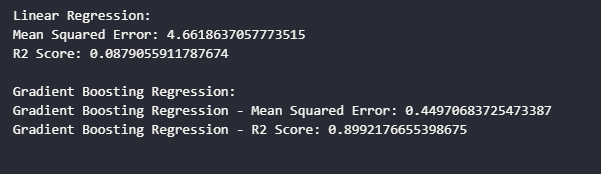 Linear Regression:
Mean Squared Error: 4.6618637057773515
R2 Score: 0.0879055911787674
Gradient Boosting Regression:
Gradient Boosting Regression - Mean Squared Error: 0.44970683725473387
Gradient Boosting Regression - R2 Score: 0.8992176655398675